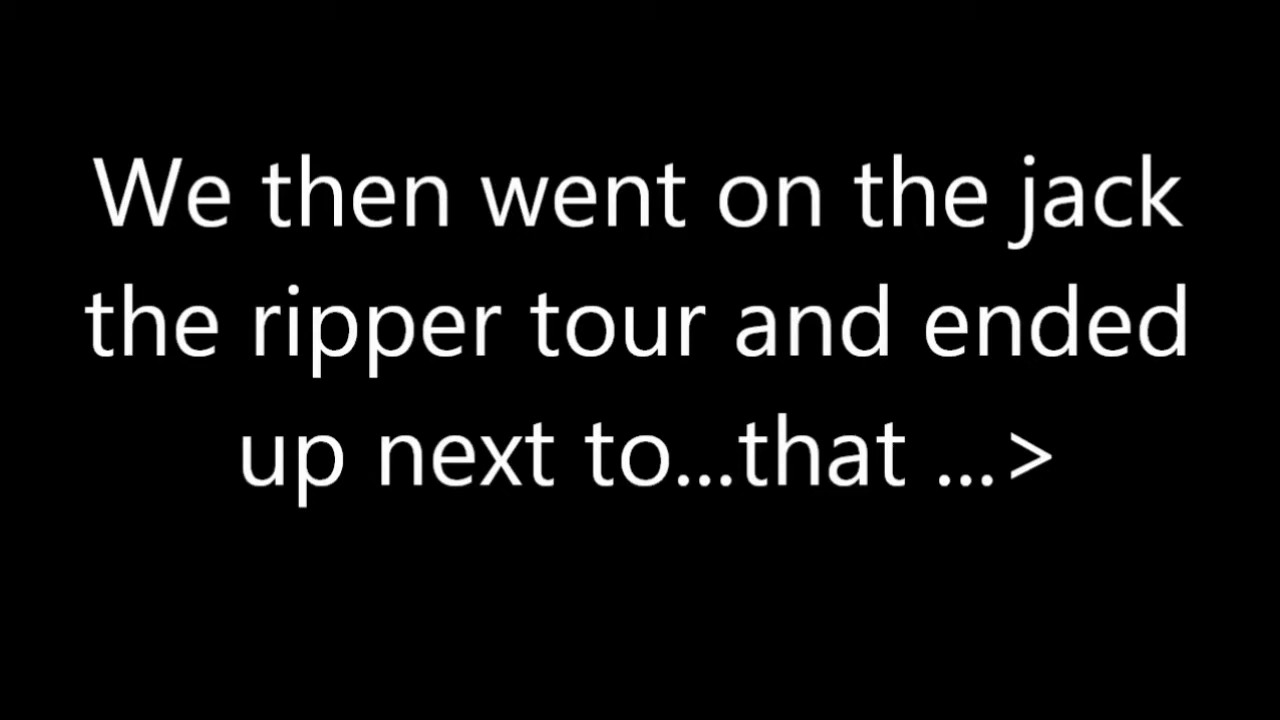 We then went on the jack
the ripper tour and ended
up next to...that ...>